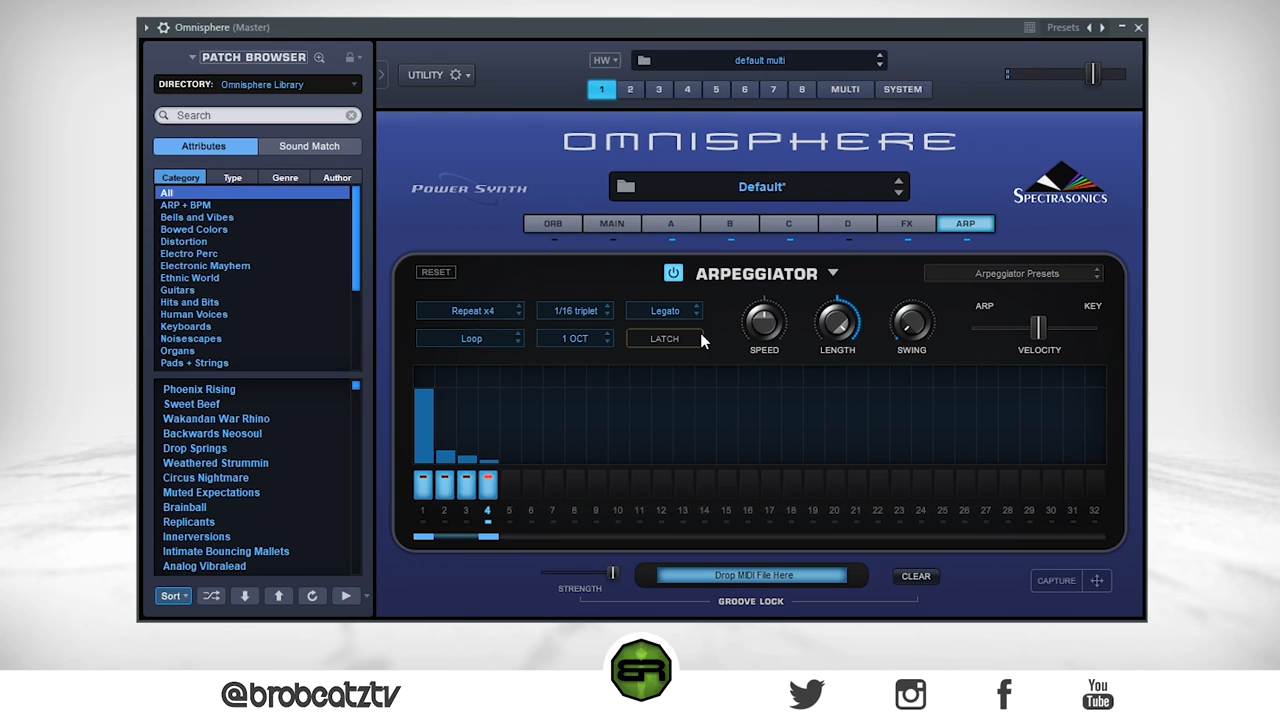 Omnisphere (Master)
Presets
PATCH BROWSER
DIRECTORY: Omnisphere Library
Search
Attributes
Sound Match
Category
Type
Genre
Author
All
ARP + BPM
Bells and Vibes
Bowed Colors
Distortion
Electro Perc
Electronic Mayhem
Ethnic World
Guitars
Hits and Bits
Human Voices
Keyboards
Noisescapes
Organs
Pads + Strings
Phoenix Rising
Sweet Beef
Wakandan War Rhino
Backwards Neosoul
Drop Springs
Weathered Strummin
Circus Nightmare
Muted Expectations
Brainball
Replicants
Innerversions
Intimate Bouncing Mallets
Analog Vibralead
Sort
UTILITY
HW
default multi
1 2 3 4 5 6 7 8 MULTI SYSTEM
OMNISPHERE
POWER SYNTH
Default*
SPECTRASONICS
ORB MAIN A B C D FX ARP
RESET
ARPEGGIATOR
Arpeggiator Presets
Repeat x4
1/16 triplet
Legato
Loop
1 OCT
LATCH
SPEED
LENGTH
SWING
ARP
KEY
VELOCITY
1 2 3 4 5 6 7 8 9 10 11 12 13 14 15 16 17 18 19 20 21 22 23 24 25 26 27 28 29 30 31 32
STRENGTH
Drop MIDI File Here
CLEAR
GROOVE LOCK
CAPTURE
@brobeatztv
BR
You
Tube